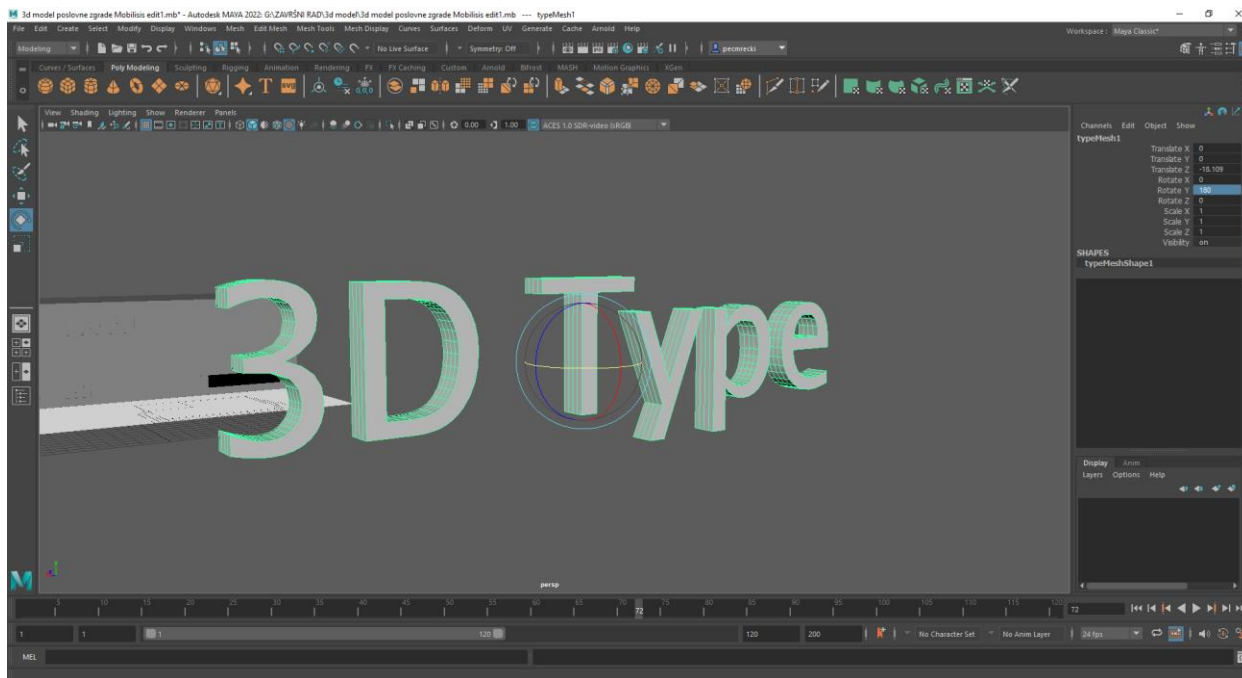 3d model poslovne zgrade Mobilisis edit1.mb* - Autodesk MAYA 2022: G:\ZAVRŠNI RAD\3d model\3d model poslovne zgrade Mobilisis edit1.mb --- typeMesh1
File Edit Create Select Modify Display Windows Mesh Edit Mesh Mesh Tools Mesh Display Curves Surfaces Deform UV Generate Cache Arnold Help
Workspace: Maya Classic*
Modeling No Live Surface Symmetry: Off pecmrecki
Curves / Surfaces Poly Modeling Sculpting Rigging Animation Rendering FX FX Caching Custom Arnold Bifrost MASH Motion Graphics XGen
T SVG
View Shading Lighting Show Renderer Panels
0.00 1.00 ACES 1.0 SDR-video (sRGB)
Channels Edit Object Show
typeMesh1
Translate X 0
Translate Y 0
Translate Z -18.109
Rotate X 0
Rotate Y 180
Rotate Z 0
Scale X 1
Scale Y 1
Scale Z 1
Visibility on
SHAPES
typeMeshShape1
3D Type
Display Anim
Layers Options Help
persp
M
5 10 15 20 25 30 35 40 45 50 55 60 65 70 72 75 80 85 90 95 100 105 110 115 120 72
1 1 1 120 120 200 No Character Set No Anim Layer 24 fps
MEL